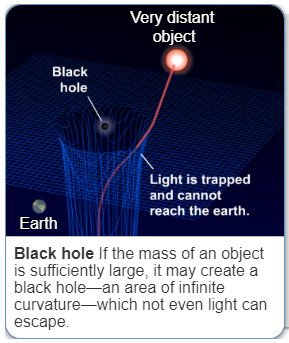 Very distant
object
Black
hole
Light is trapped
and cannot
reach the earth.
Earth
Black hole If the mass of an object
is sufficiently large, it may create a
black hole—an area of infinite
curvature—which not even light can
escape.